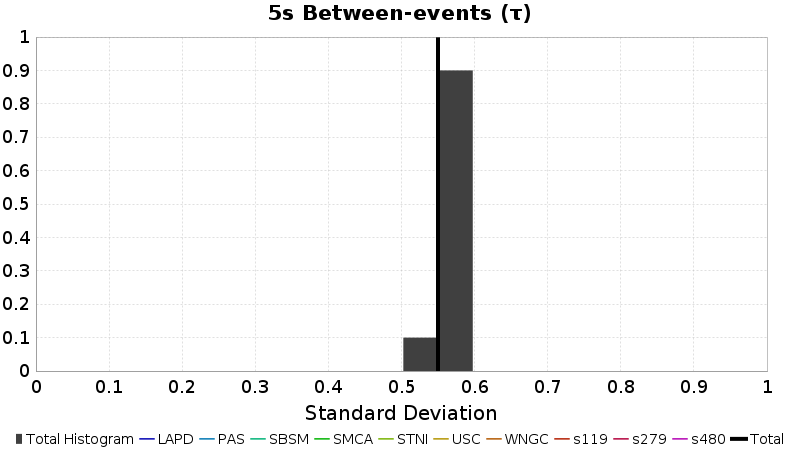 5s Between-events (τ)
1
0.9
0.8
0.7
0.6
0.5
0.4
0.3
0.2
0.1
0
0 0.1 0.2 0.3 0.4 0.5 0.6 0.7 0.8 0.9 1
Standard Deviation
Total Histogram LAPD PAS SBSM SMCA STNI USC WNGC s119 s279 s480 Total